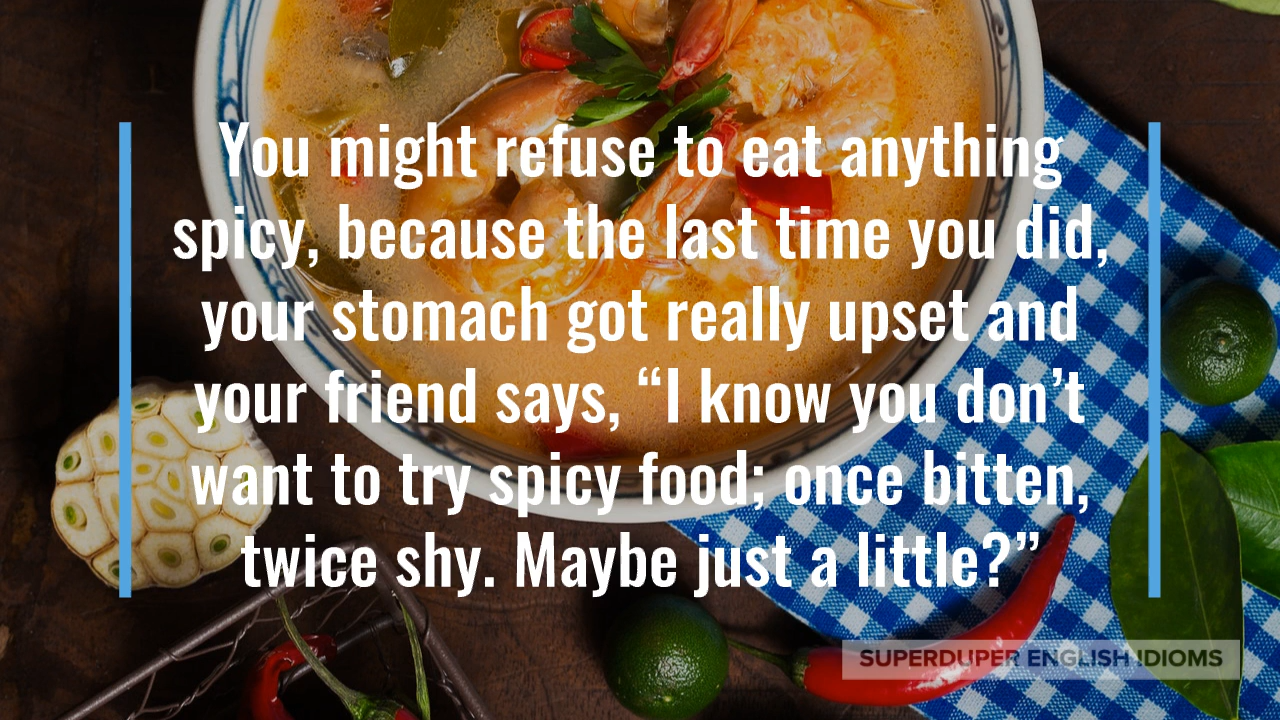 You might refuse to eat anything
spicy, because the last time you did,
your stomach got really upset and
your friend says, “I know you don’t
want to try spicy food; once bitten,
twice shy. Maybe just a little?”
SUPERDUPER ENGLISH IDIOMS